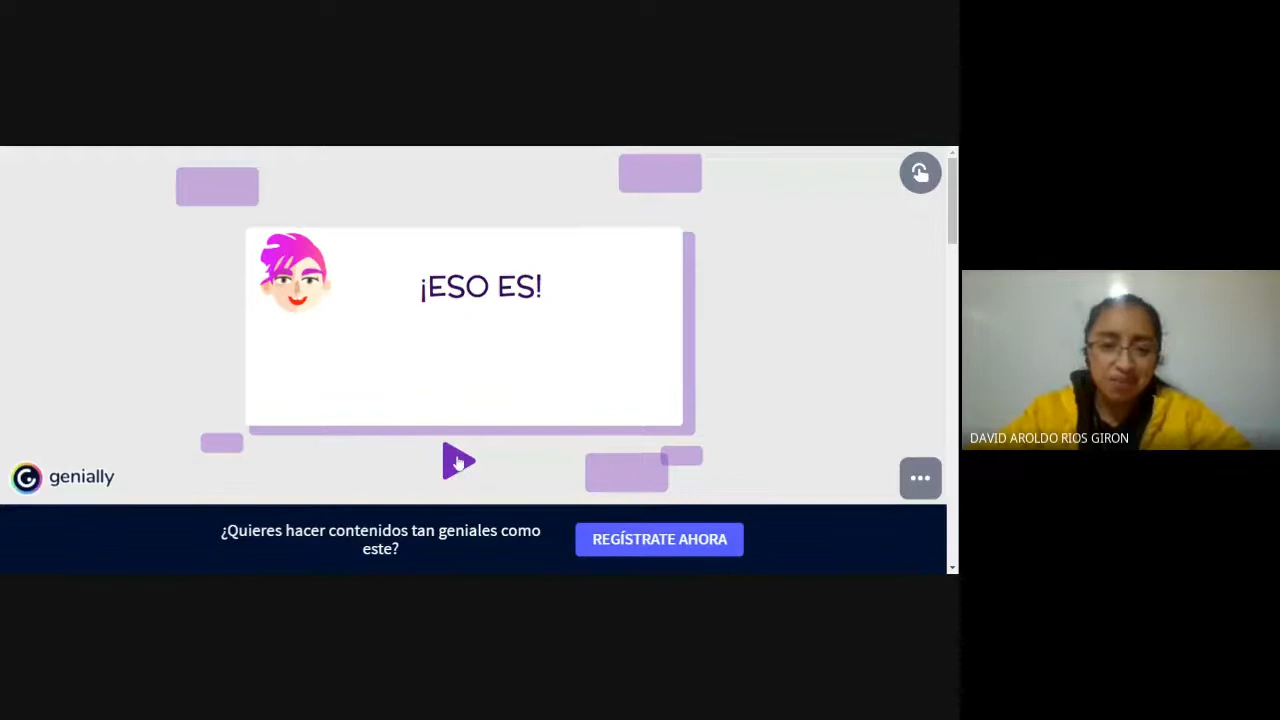 ¡ESO ES!
genially
¿Quieres hacer contenidos tan geniales como
este?
REGÍSTRATE AHORA
DAVID AROLDO RIOS GIRON